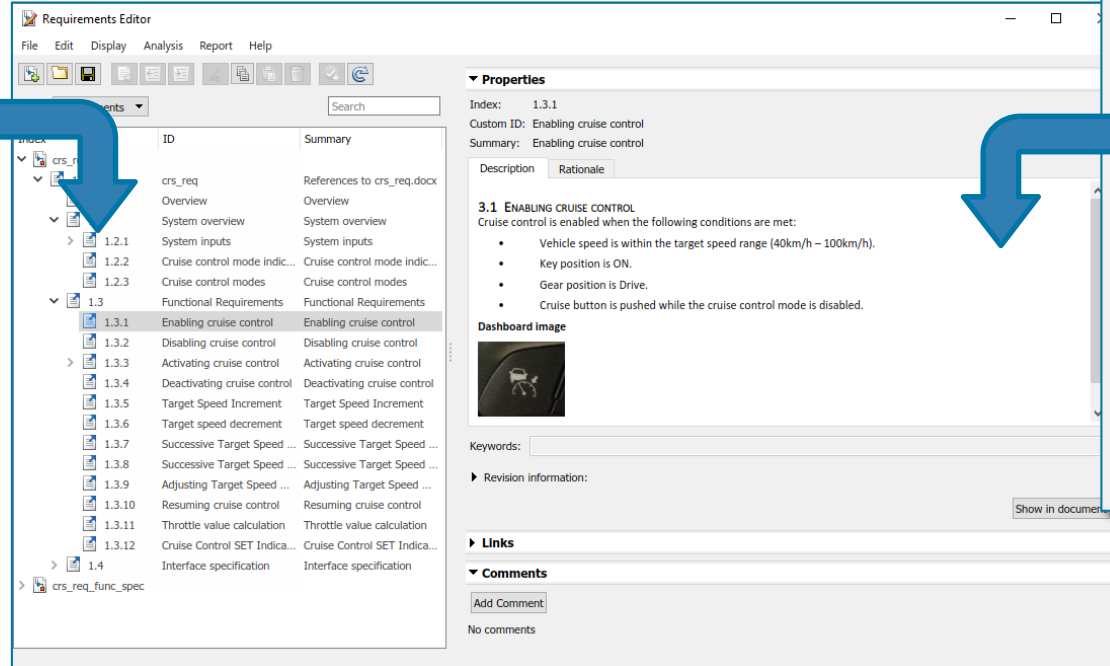 Requirements Editor
File Edit Display Analysis Report Help
Search
ID Summary
crs_req References to crs_req.docx
Overview Overview
System overview System overview
1.2.1 System inputs System inputs
1.2.2 Cruise control mode indic... Cruise control mode indic...
1.2.3 Cruise control modes Cruise control modes
1.3 Functional Requirements Functional Requirements
1.3.1 Enabling cruise control Enabling cruise control
1.3.2 Disabling cruise control Disabling cruise control
1.3.3 Activating cruise control Activating cruise control
1.3.4 Deactivating cruise control Deactivating cruise control
1.3.5 Target Speed Increment Target Speed Increment
1.3.6 Target speed decrement Target speed decrement
1.3.7 Successive Target Speed ... Successive Target Speed ...
1.3.8 Successive Target Speed ... Successive Target Speed ...
1.3.9 Adjusting Target Speed ... Adjusting Target Speed ...
1.3.10 Resuming cruise control Resuming cruise control
1.3.11 Throttle value calculation Throttle value calculation
1.3.12 Cruise Control SET Indica... Cruise Control SET Indica...
1.4 Interface specification Interface specification
crs_req_func_spec
Properties
Index: 1.3.1
Custom ID: Enabling cruise control
Summary: Enabling cruise control
Description Rationale
3.1 ENABLING CRUISE CONTROL
Cruise control is enabled when the following conditions are met:
• Vehicle speed is within the target speed range (40km/h – 100km/h).
• Key position is ON.
• Gear position is Drive.
• Cruise button is pushed while the cruise control mode is disabled.
Dashboard image
Keywords:
Revision information:
Show in documen
Links
Comments
Add Comment
No comments